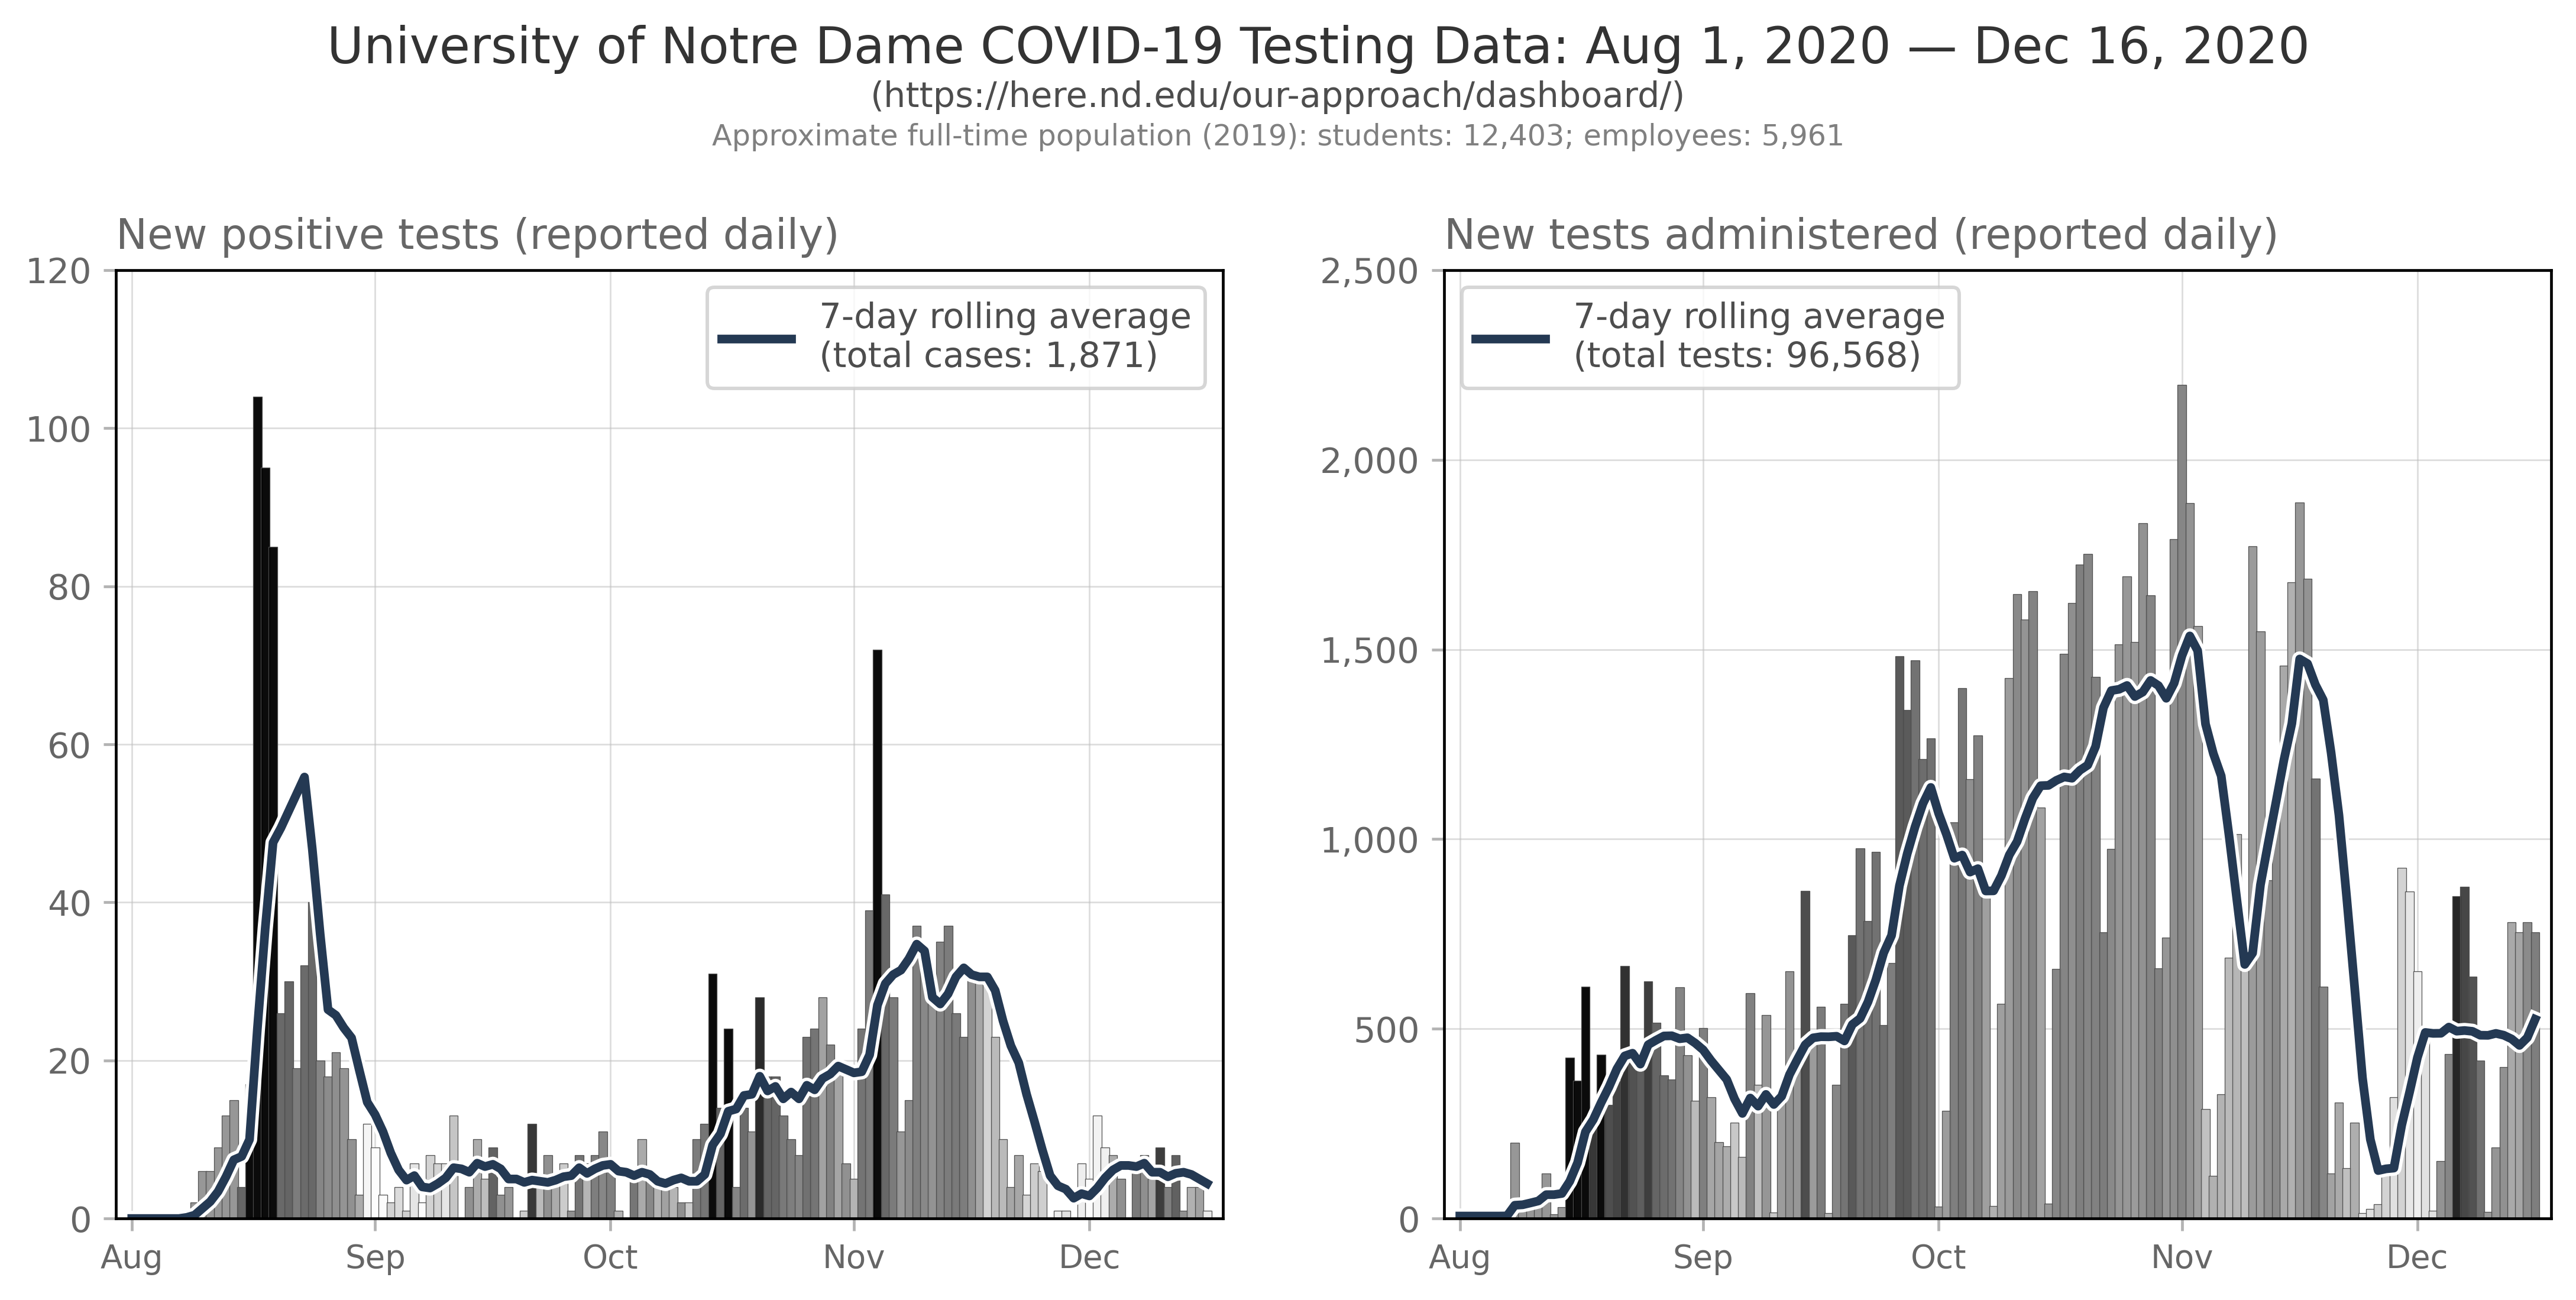 University of Notre Dame COVID-19 Testing Data: Aug 1, 2020 — Dec 16, 2020
(https://here.nd.edu/our-approach/dashboard/)
Approximate full-time population (2019): students: 12,403; employees: 5,961
New positive tests (reported daily)
120
100
80
60
40
20
0
7-day rolling average
(total cases: 1,871)
Aug
Sep
Oct
Nov
Dec
New tests administered (reported daily)
2,500
2,000
1,500
1,000
500
0
7-day rolling average
(total tests: 96,568)
Aug
Sep
Oct
Nov
Dec